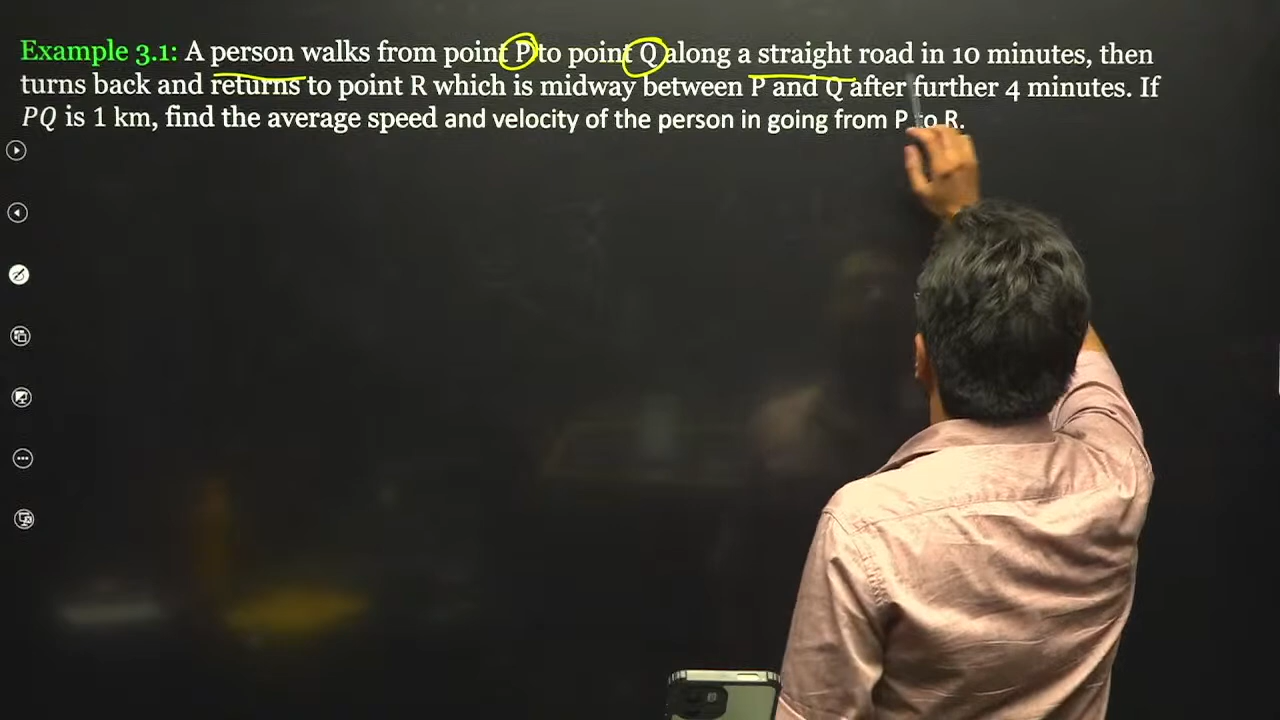 Example 3.1: A person walks from point P to point Q along a straight road in 10 minutes, then
turns back and returns to point R which is midway between P and Q after further 4 minutes. If
PQ is 1 km, find the average speed and velocity of the person in going from P to R.